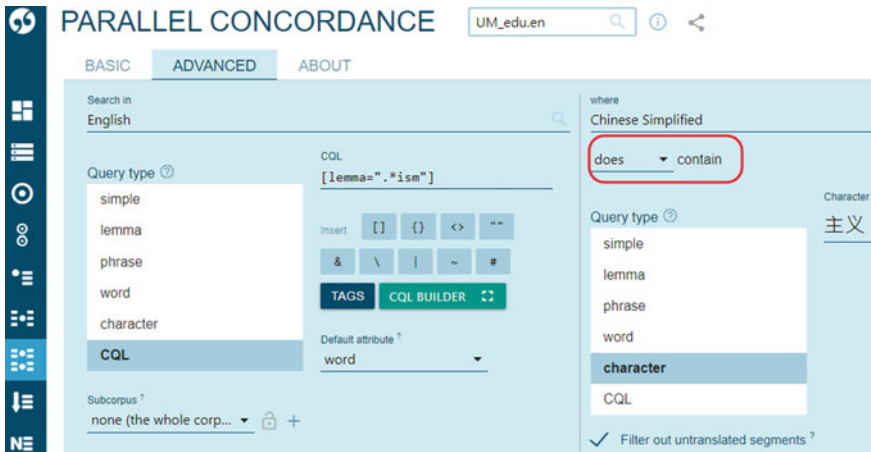 PARALLEL CONCORDANCE
UM_edu.en
BASIC ADVANCED ABOUT
Search in
English
Query type ?
simple
lemma
phrase
word
character
CQL
Subcorpus ?
none (the whole corp...
CQL
[lemma=".*ism"]
Insert [] {} <> ""
& \ | ~ #
TAGS CQL BUILDER
Default attribute ?
word
where
Chinese Simplified
does contain
Query type ?
simple
lemma
phrase
word
character
CQL
Character
主义
Filter out untranslated segments ?